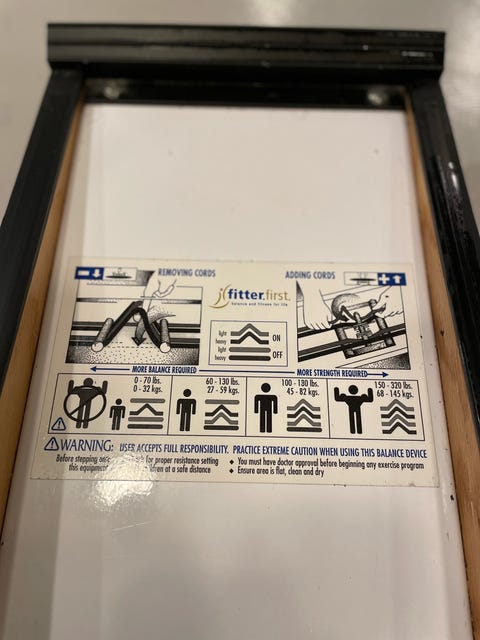 REMOVING CORDS
fitterfirst.
balance and fitness for life
ADDING CORDS
light
heavy
ON
light
heavy
OFF
MORE BALANCE REQUIRED
MORE STRENGTH REQUIRED
0-70 lbs.
0-32 kgs.
60-130 lbs.
27-59 kgs.
100-130 lbs.
45-82 kgs.
150-320 lbs.
68-145 kgs.
WARNING: USER ACCEPTS FULL RESPONSIBILITY. PRACTICE EXTREME CAUTION WHEN USING THIS BALANCE DEVICE
Before stepping for proper resistance setting
this equipment at a safe distance
• You must have doctor approval before beginning any exercise program
• Ensure area is flat, clean and dry